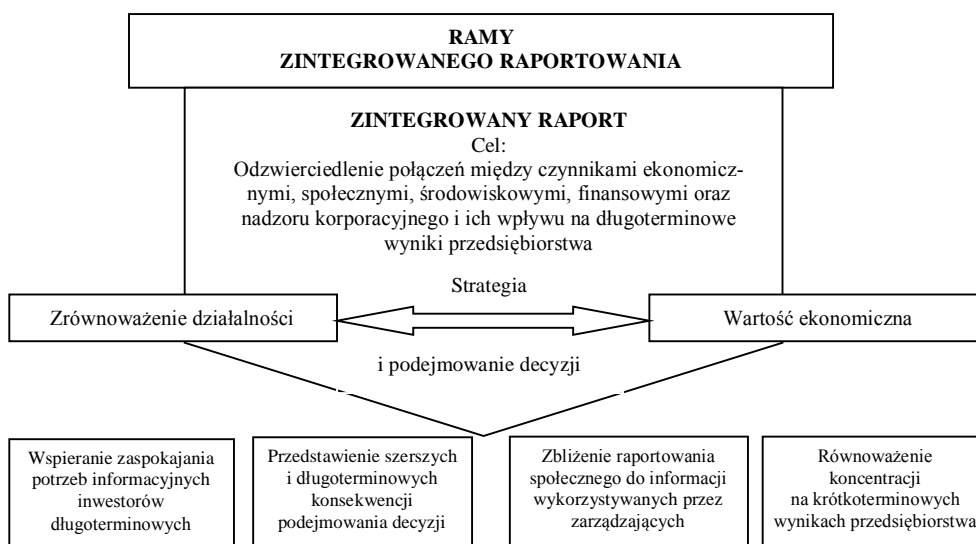 RAMY
ZINTEGROWANEGO RAPORTOWANIA
ZINTEGROWANY RAPORT
Cel:
Odzwierciedlenie połączeń między czynnikami ekonomicz-
nymi, społecznymi, środowiskowymi, finansowymi oraz
nadzoru korporacyjnego i ich wpływu na długoterminowe
wyniki przedsiębiorstwa
Strategia
Zrównoważenie działalności
Wartość ekonomiczna
i podejmowanie decyzji
Wspieranie zaspokajania
potrzeb informacyjnych
inwestorów
długoterminowych
Przedstawienie szerszych
i długoterminowych
konsekwencji
podejmowania decyzji
Zbliżenie raportowania
społecznego do informacji
wykorzystywanych przez
zarządzających
Równoważenie
koncentracji
na krótkoterminowych
wynikach przedsiębiorstwa